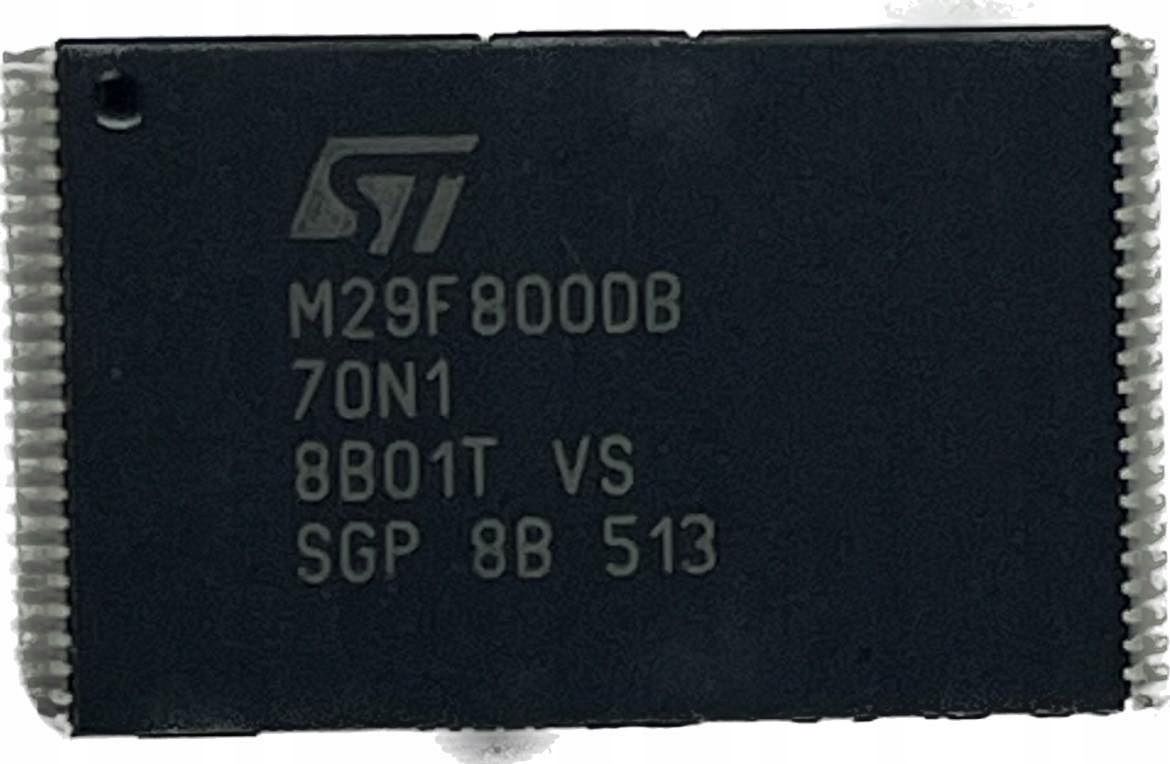 ST
M29F800DB
70N1
8B01T VS
SGP 8B 513